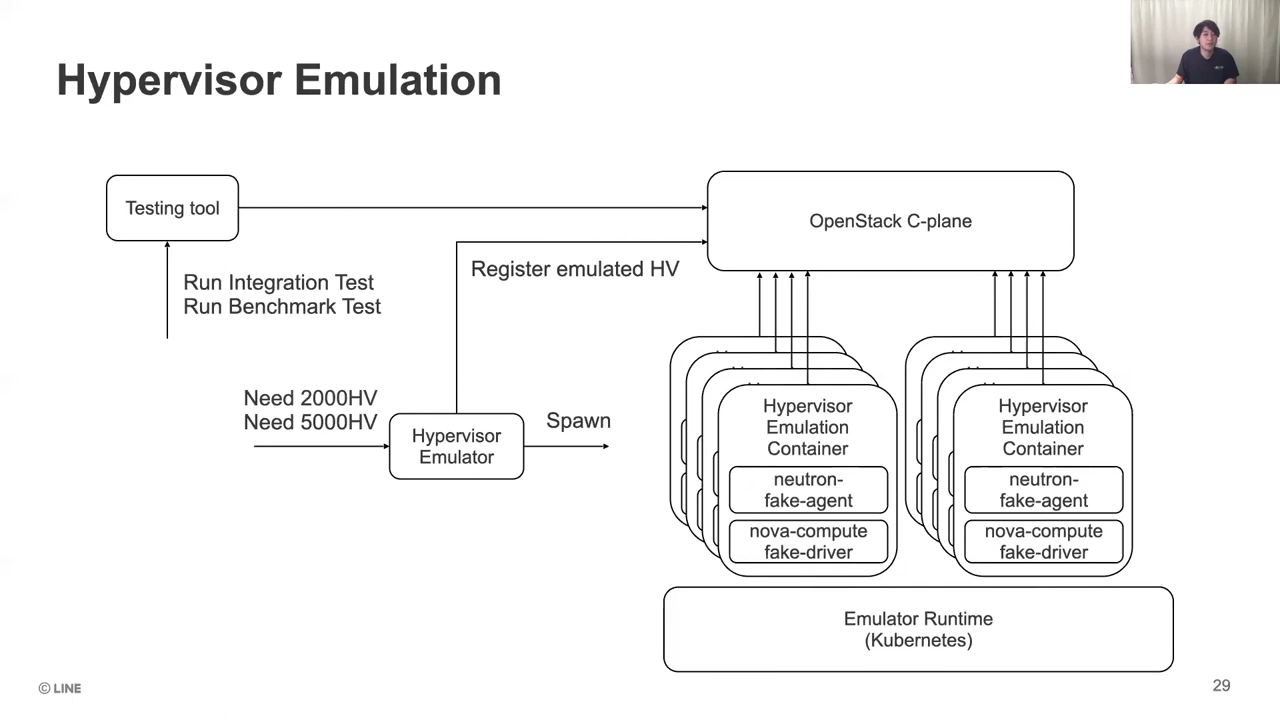 Hypervisor Emulation
Testing tool
OpenStack C-plane
Register emulated HV
Run Integration Test
Run Benchmark Test
Need 2000HV
Need 5000HV
Hypervisor
Emulator
Spawn
Hypervisor
Emulation
Container
neutron-
fake-agent
nova-compute
fake-driver
Hypervisor
Emulation
Container
neutron-
fake-agent
nova-compute
fake-driver
Emulator Runtime
(Kubernetes)
© LINE
29